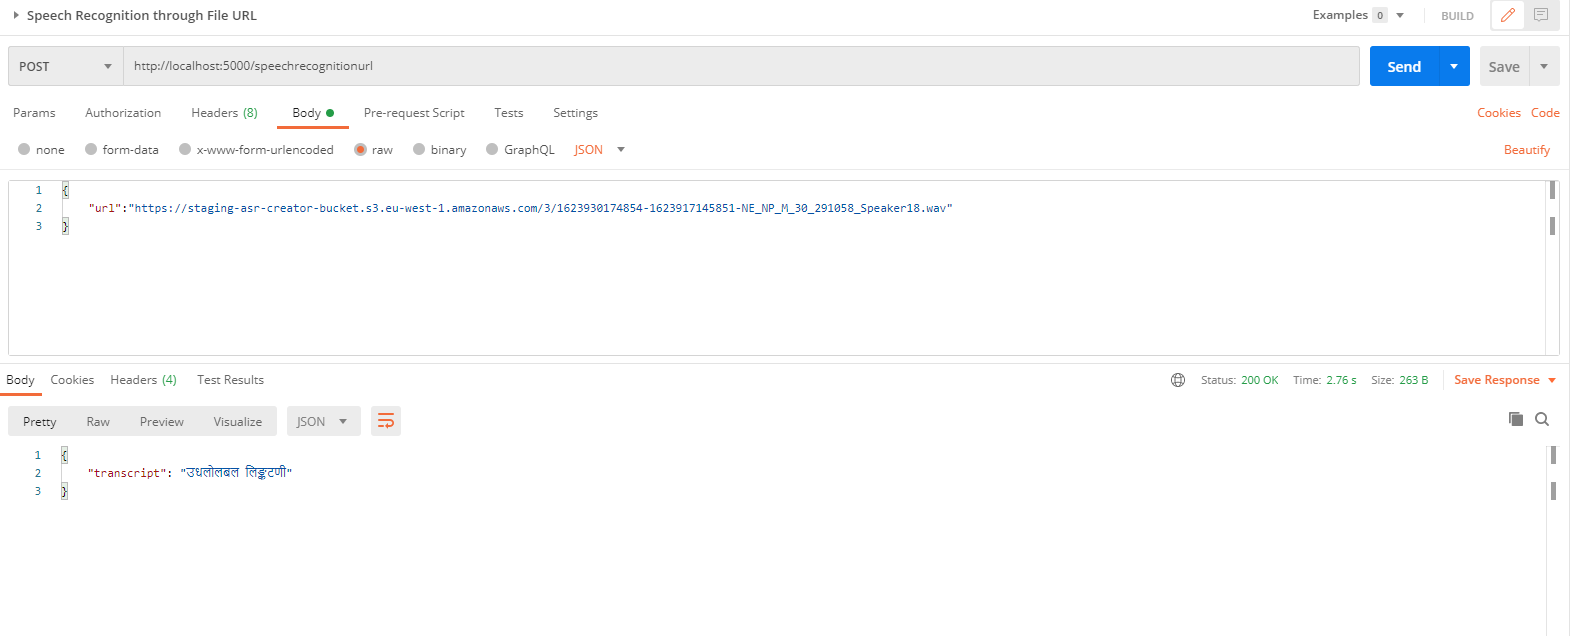 Speech Recognition through File URL
Examples 0 BUILD
POST http://localhost:5000/speechrecognitionurl Send Save
Params Authorization Headers (8) Body Pre-request Script Tests Settings Cookies Code
none form-data x-www-form-urlencoded raw binary GraphQL JSON Beautify
1 {
2 "url":"https://staging-asr-creator-bucket.s3.eu-west-1.amazonaws.com/3/1623930174854-1623917145851-NE_NP_M_30_291058_Speaker18.wav"
3 }
Body Cookies Headers (4) Test Results Status: 200 OK Time: 2.76 s Size: 263 B Save Response
Pretty Raw Preview Visualize JSON
1 {
2 "transcript": "उधलोलबल लिङ्कटणी"
3 }